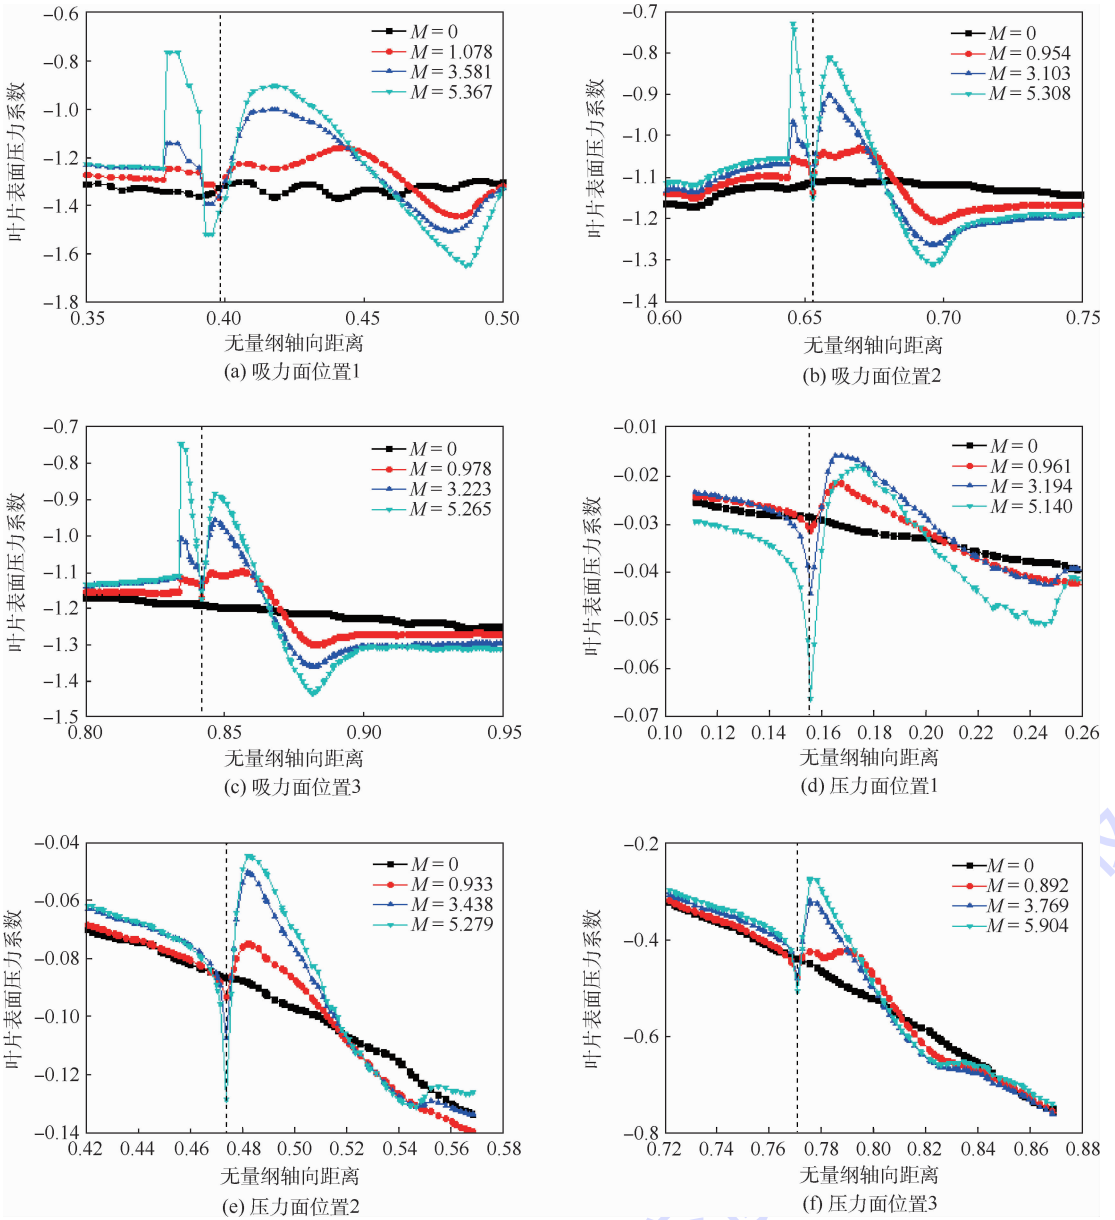 叶片表面压力系数
−0.6
−0.8
−1.0
−1.2
−1.4
−1.6
−1.8
M = 0
M = 1.078
M = 3.581
M = 5.367
0.35
0.40
0.45
0.50
无量纲轴向距离
(a) 吸力面位置1
叶片表面压力系数
−0.7
−0.8
−0.9
−1.0
−1.1
−1.2
−1.3
−1.4
M = 0
M = 0.954
M = 3.103
M = 5.308
0.60
0.65
0.70
0.75
无量纲轴向距离
(b) 吸力面位置2
叶片表面压力系数
−0.7
−0.8
−0.9
−1.0
−1.1
−1.2
−1.3
−1.4
−1.5
M = 0
M = 0.978
M = 3.223
M = 5.265
0.80
0.85
0.90
0.95
无量纲轴向距离
(c) 吸力面位置3
叶片表面压力系数
−0.01
−0.02
−0.03
−0.04
−0.05
−0.06
−0.07
M = 0
M = 0.961
M = 3.194
M = 5.140
0.10
0.12
0.14
0.16
0.18
0.20
0.22
0.24
0.26
无量纲轴向距离
(d) 压力面位置1
叶片表面压力系数
−0.04
−0.06
−0.08
−0.10
−0.12
−0.14
M = 0
M = 0.933
M = 3.438
M = 5.279
0.42
0.44
0.46
0.48
0.50
0.52
0.54
0.56
0.58
无量纲轴向距离
(e) 压力面位置2
叶片表面压力系数
−0.2
−0.4
−0.6
−0.8
M = 0
M = 0.892
M = 3.769
M = 5.904
0.72
0.74
0.76
0.78
0.80
0.82
0.84
0.86
0.88
无量纲轴向距离
(f) 压力面位置3